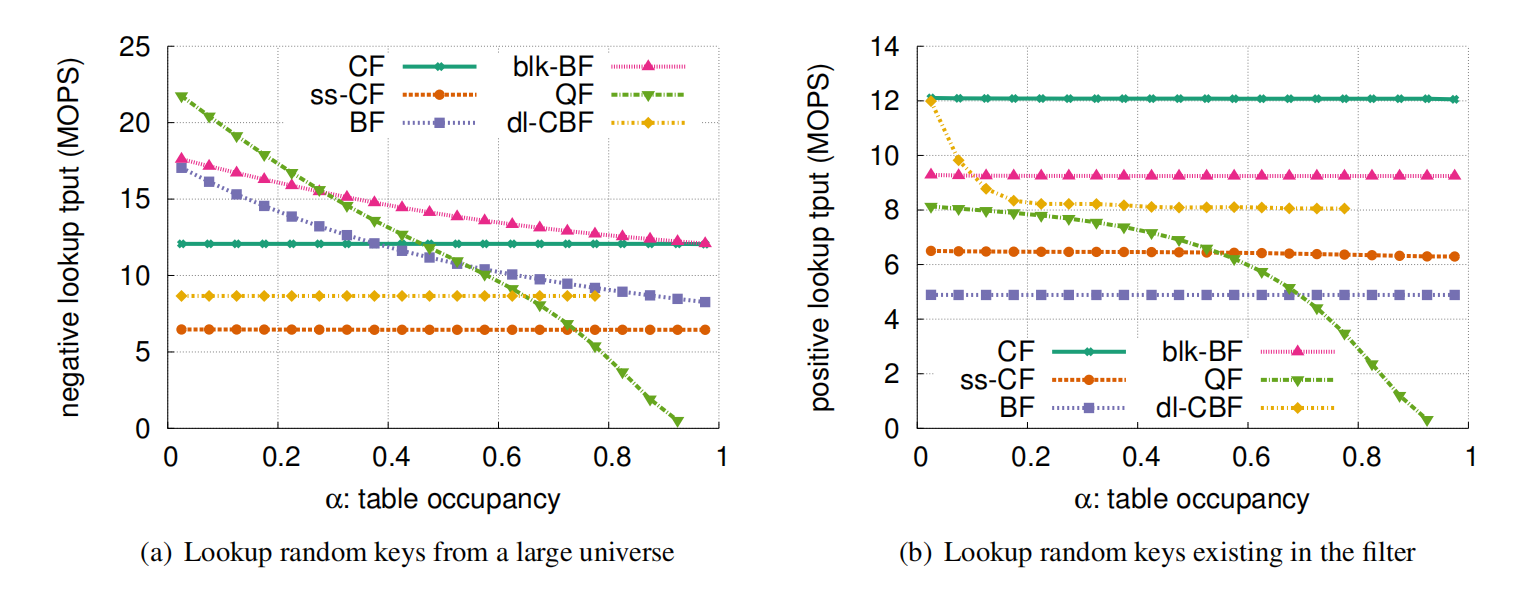 negative lookup tput (MOPS)
25
20
15
10
5
0
CF
ss-CF
BF
blk-BF
QF
dl-CBF
0 0.2 0.4 0.6 0.8 1
α: table occupancy
(a) Lookup random keys from a large universe
positive lookup tput (MOPS)
14
12
10
8
6
4
2
0
CF
ss-CF
BF
blk-BF
QF
dl-CBF
0 0.2 0.4 0.6 0.8 1
α: table occupancy
(b) Lookup random keys existing in the filter